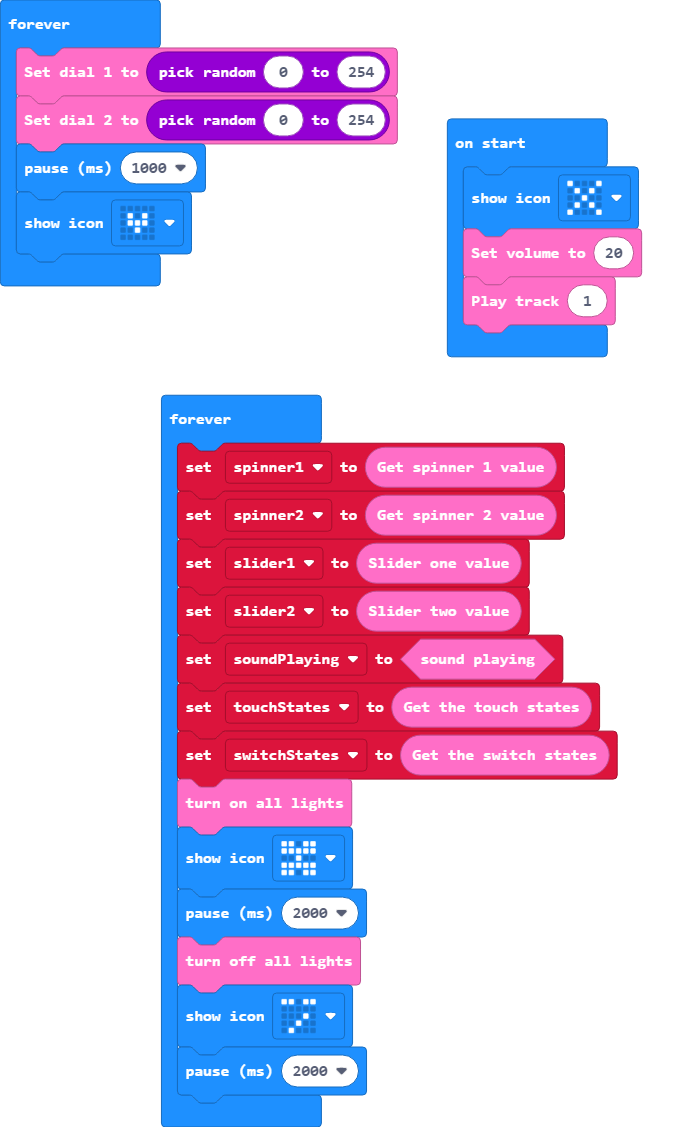 forever
Set dial 1 to pick random 0 to 254
Set dial 2 to pick random 0 to 254
pause (ms) 1000
show icon
on start
show icon
Set volume to 20
Play track 1
forever
set spinner1 to Get spinner 1 value
set spinner2 to Get spinner 2 value
set slider1 to Slider one value
set slider2 to Slider two value
set soundPlaying to sound playing
set touchStates to Get the touch states
set switchStates to Get the switch states
turn on all lights
show icon
pause (ms) 2000
turn off all lights
show icon
pause (ms) 2000